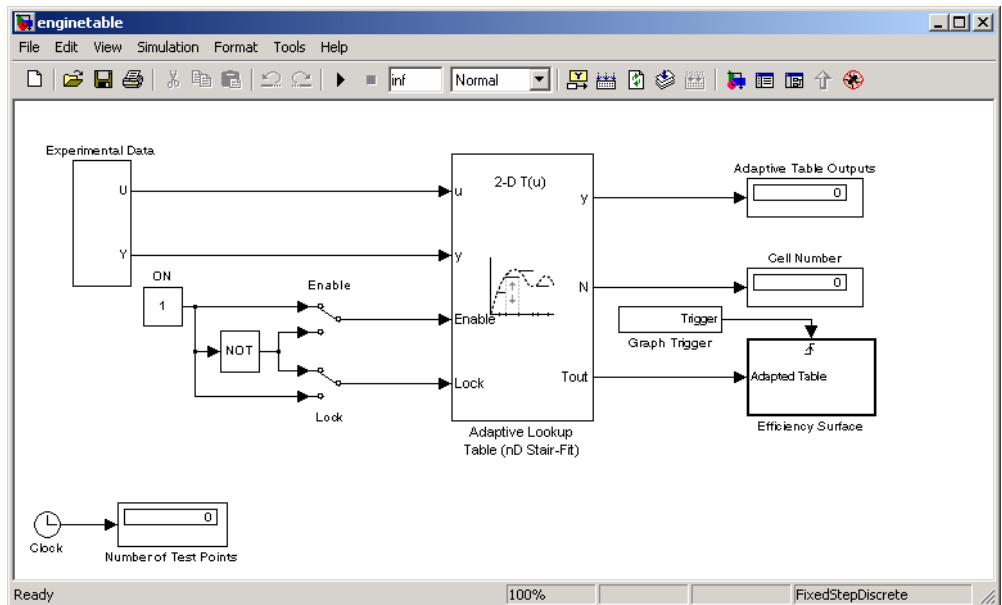 enginetable
File Edit View Simulation Format Tools Help
inf Normal
Experimental Data
U
Y
ON
1
NOT
Enable
Lock
2-D T(u)
u
y
Enable
Lock
y
N
Tout
Adaptive Lookup
Table (nD Stair-Fit)
Adaptive Table Outputs
0
Cell Number
0
Trigger
Graph Trigger
Adapted Table
Efficiency Surface
Clock
0
Number of Test Points
Ready 100% FixedStepDiscrete